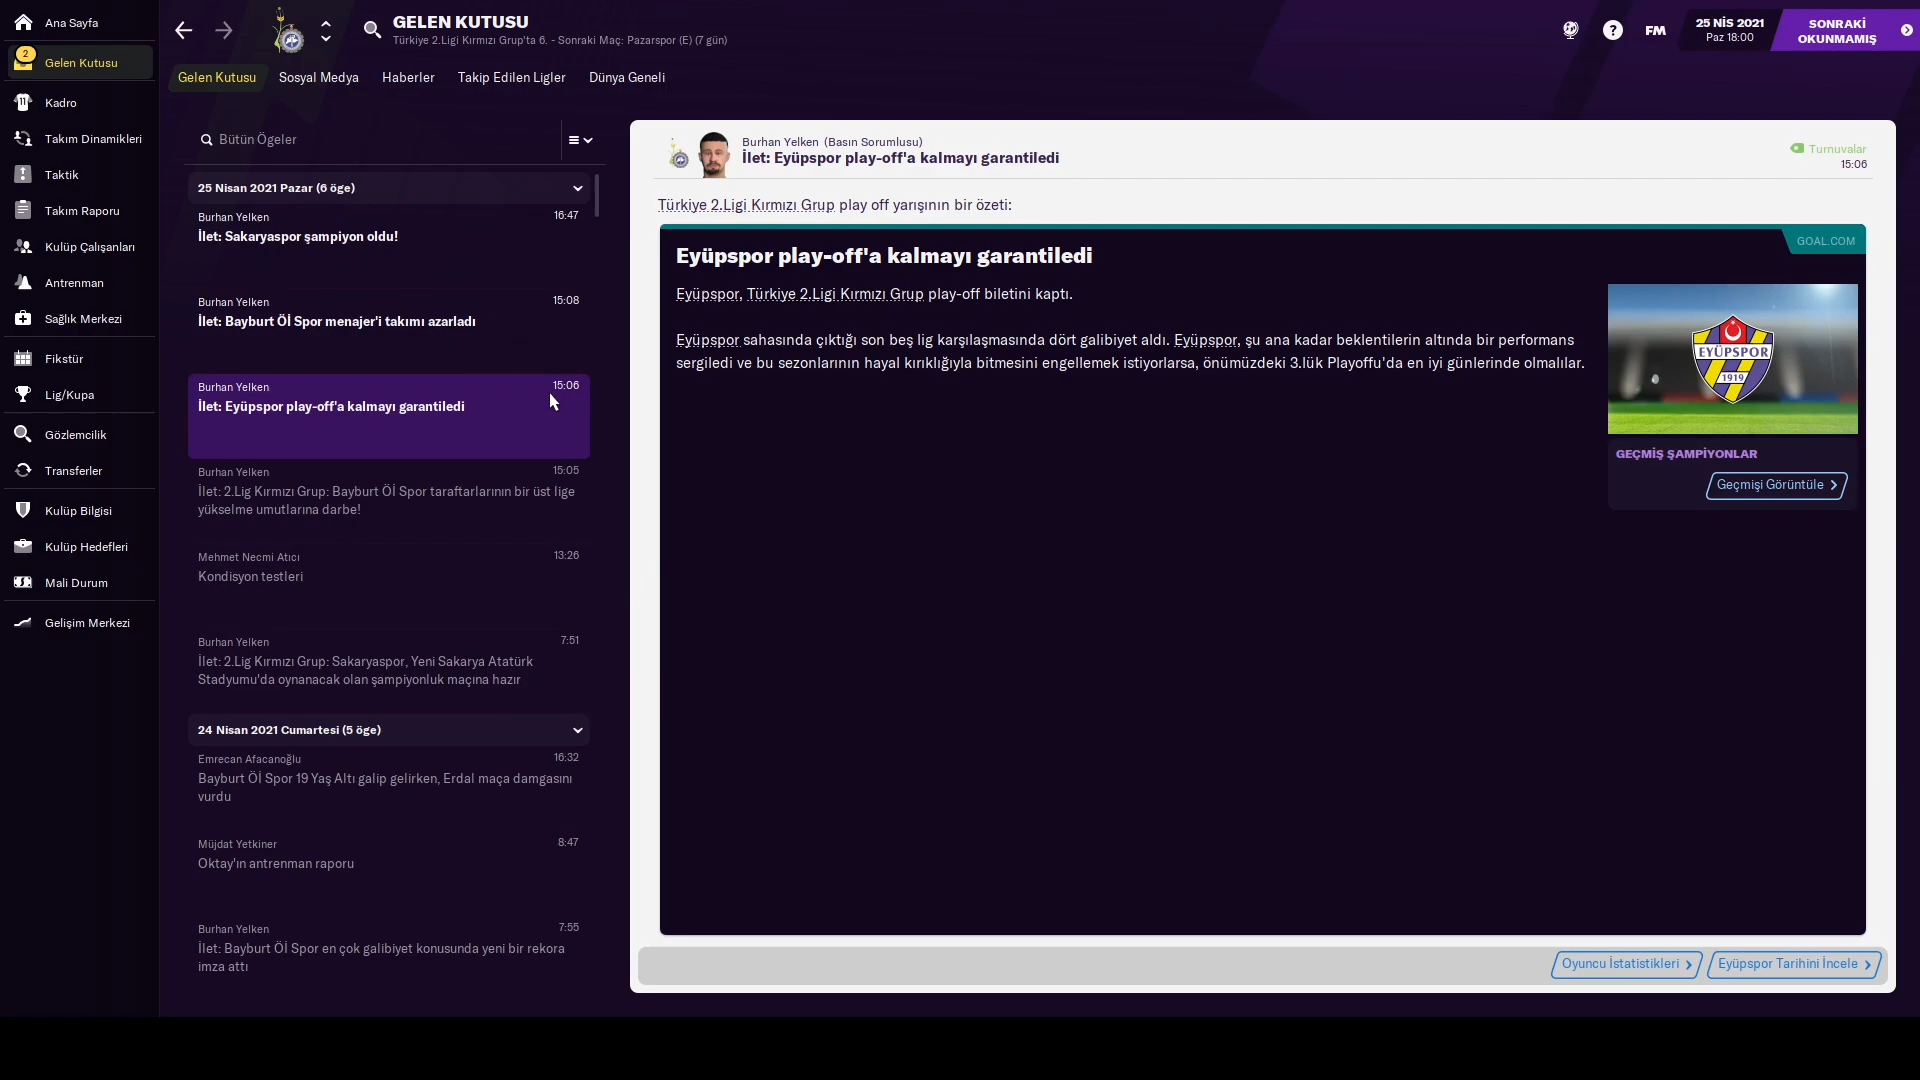 Ana Sayfa
2
Gelen Kutusu
Kadro
Takım Dinamikleri
Taktik
Takım Raporu
Kulüp Çalışanları
Antrenman
Sağlık Merkezi
Fikstür
Lig/Kupa
Gözlemcilik
Transferler
Kulüp Bilgisi
Kulüp Hedefleri
Mali Durum
Gelişim Merkezi
GELEN KUTUSU
Türkiye 2.Ligi Kırmızı Grup'ta 6. - Sonraki Maç: Pazarspor (E) (7 gün)
? FM
25 NİS 2021
Paz 18:00
SONRAKİ
OKUNMAMIŞ
Gelen Kutusu Sosyal Medya Haberler Takip Edilen Ligler Dünya Geneli
Bütün Ögeler
25 Nisan 2021 Pazar (6 öge)
Burhan Yelken 16:47
İlet: Sakaryaspor şampiyon oldu!
Burhan Yelken 15:08
İlet: Bayburt Öİ Spor menajer'i takımı azarladı
Burhan Yelken 15:06
İlet: Eyüpspor play-off'a kalmayı garantiledi
Burhan Yelken 15:05
İlet: 2.Lig Kırmızı Grup: Bayburt Öİ Spor taraftarlarının bir üst lige
yükselme umutlarına darbe!
Mehmet Necmi Atıcı 13:26
Kondisyon testleri
Burhan Yelken 7:51
İlet: 2.Lig Kırmızı Grup: Sakaryaspor, Yeni Sakarya Atatürk
Stadyumu'da oynanacak olan şampiyonluk maçına hazır
24 Nisan 2021 Cumartesi (5 öge)
Emrecan Afacanoğlu 16:32
Bayburt Öİ Spor 19 Yaş Altı galip gelirken, Erdal maça damgasını
vurdu
Müjdat Yetkiner 8:47
Oktay'ın antrenman raporu
Burhan Yelken 7:55
İlet: Bayburt Öİ Spor en çok galibiyet konusunda yeni bir rekora
imza attı
Burhan Yelken (Basın Sorumlusu)
İlet: Eyüpspor play-off'a kalmayı garantiledi
Turnuvalar
15:06
Türkiye 2.Ligi Kırmızı Grup play off yarışının bir özeti:
GOAL.COM
Eyüpspor play-off'a kalmayı garantiledi
Eyüpspor, Türkiye 2.Ligi Kırmızı Grup play-off biletini kaptı.
Eyüpspor sahasında çıktığı son beş lig karşılaşmasında dört galibiyet aldı. Eyüpspor, şu ana kadar beklentilerin altında bir performans
sergiledi ve bu sezonlarının hayal kırıklığıyla bitmesini engellemek istiyorlarsa, önümüzdeki 3.lük Playoffu'da en iyi günlerinde olmalılar.
EYÜPSPOR
1919
GEÇMİŞ ŞAMPİYONLAR
Geçmişi Görüntüle
Oyuncu İstatistikleri
Eyüpspor Tarihini İncele